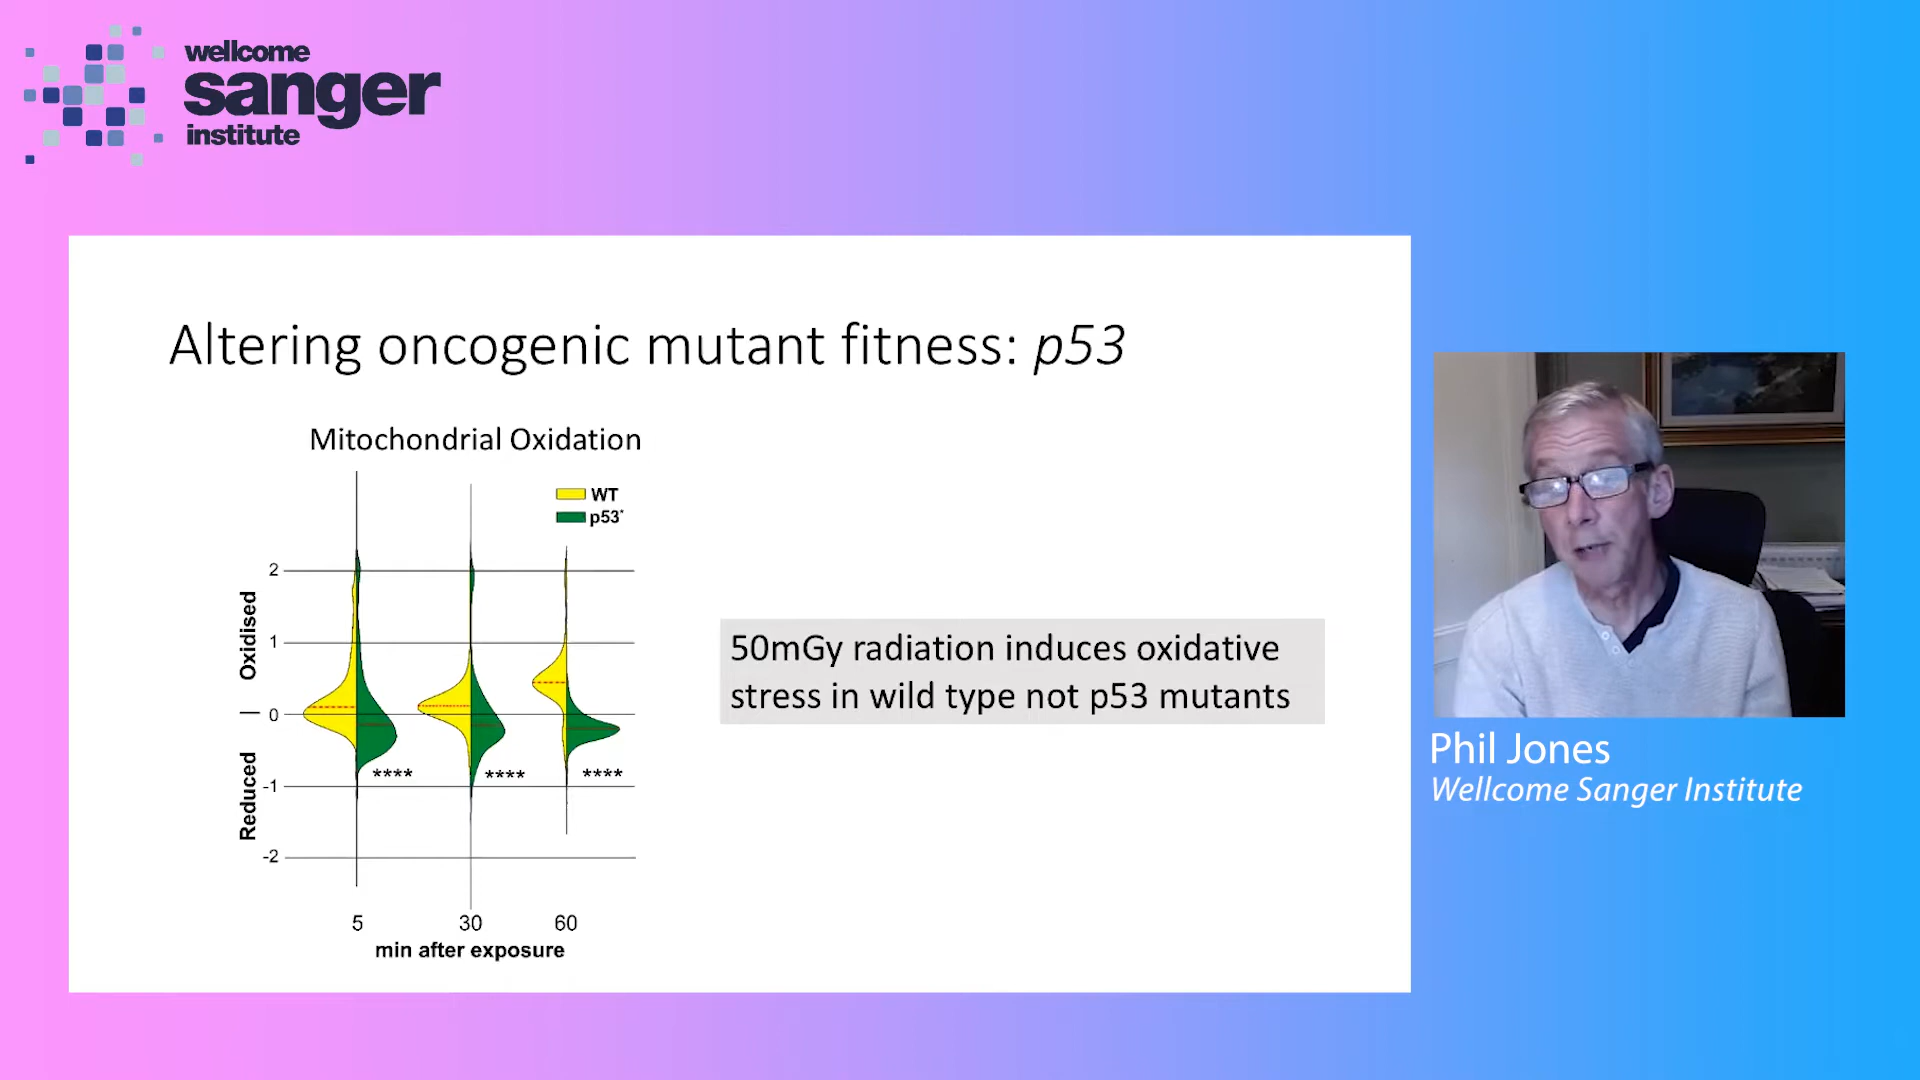 wellcome
sanger
institute
Altering oncogenic mutant fitness: p53
Mitochondrial Oxidation
WT
p53*
2
1
0
-1
-2
Oxidised
|
Reduced
****
****
****
5 30 60
min after exposure
50mGy radiation induces oxidative
stress in wild type not p53 mutants
Phil Jones
Wellcome Sanger Institute